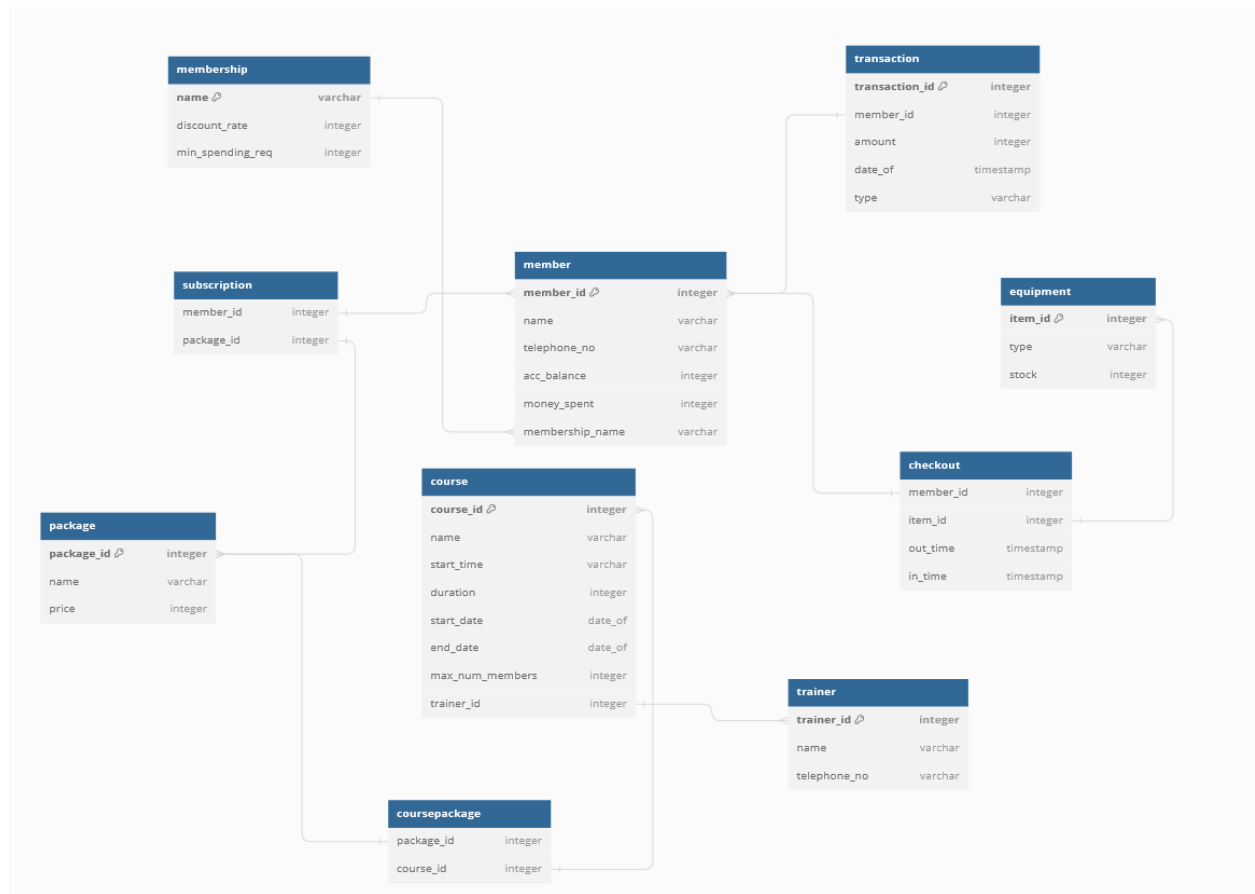 membership
name varchar
discount_rate integer
min_spending_req integer
transaction
transaction_id integer
member_id integer
amount integer
date_of timestamp
type varchar
subscription
member_id integer
package_id integer
member
member_id integer
name varchar
telephone_no varchar
acc_balance integer
money_spent integer
membership_name varchar
equipment
item_id integer
type varchar
stock integer
checkout
member_id integer
item_id integer
out_time timestamp
in_time timestamp
package
package_id integer
name varchar
price integer
course
course_id integer
name varchar
start_time varchar
duration integer
start_date date_of
end_date date_of
max_num_members integer
trainer_id integer
trainer
trainer_id integer
name varchar
telephone_no varchar
coursepackage
package_id integer
course_id integer